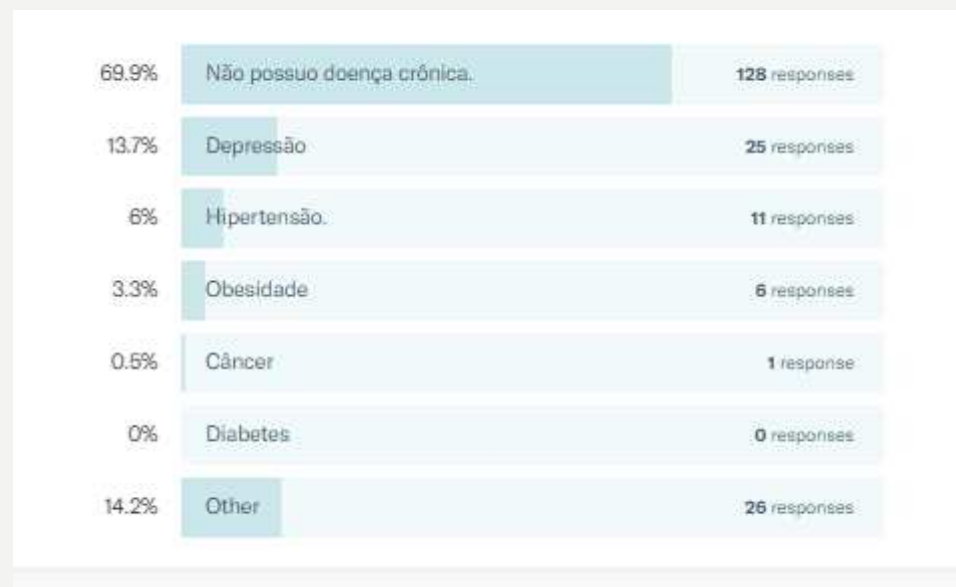 69.9% Não possuo doença crônica. 128 responses
13.7% Depressão 25 responses
6% Hipertensão. 11 responses
3.3% Obesidade 6 responses
0.5% Câncer 1 response
0% Diabetes 0 responses
14.2% Other 26 responses